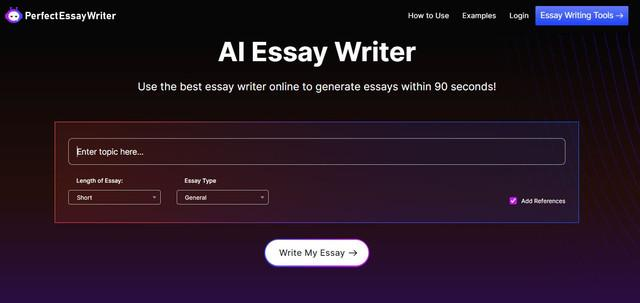 PerfectEssayWriter
How to Use
Examples
Login
Essay Writing Tools →
AI Essay Writer
Use the best essay writer online to generate essays within 90 seconds!
Enter topic here...
Length of Essay:
Essay Type
Short
General
Add References
Write My Essay →